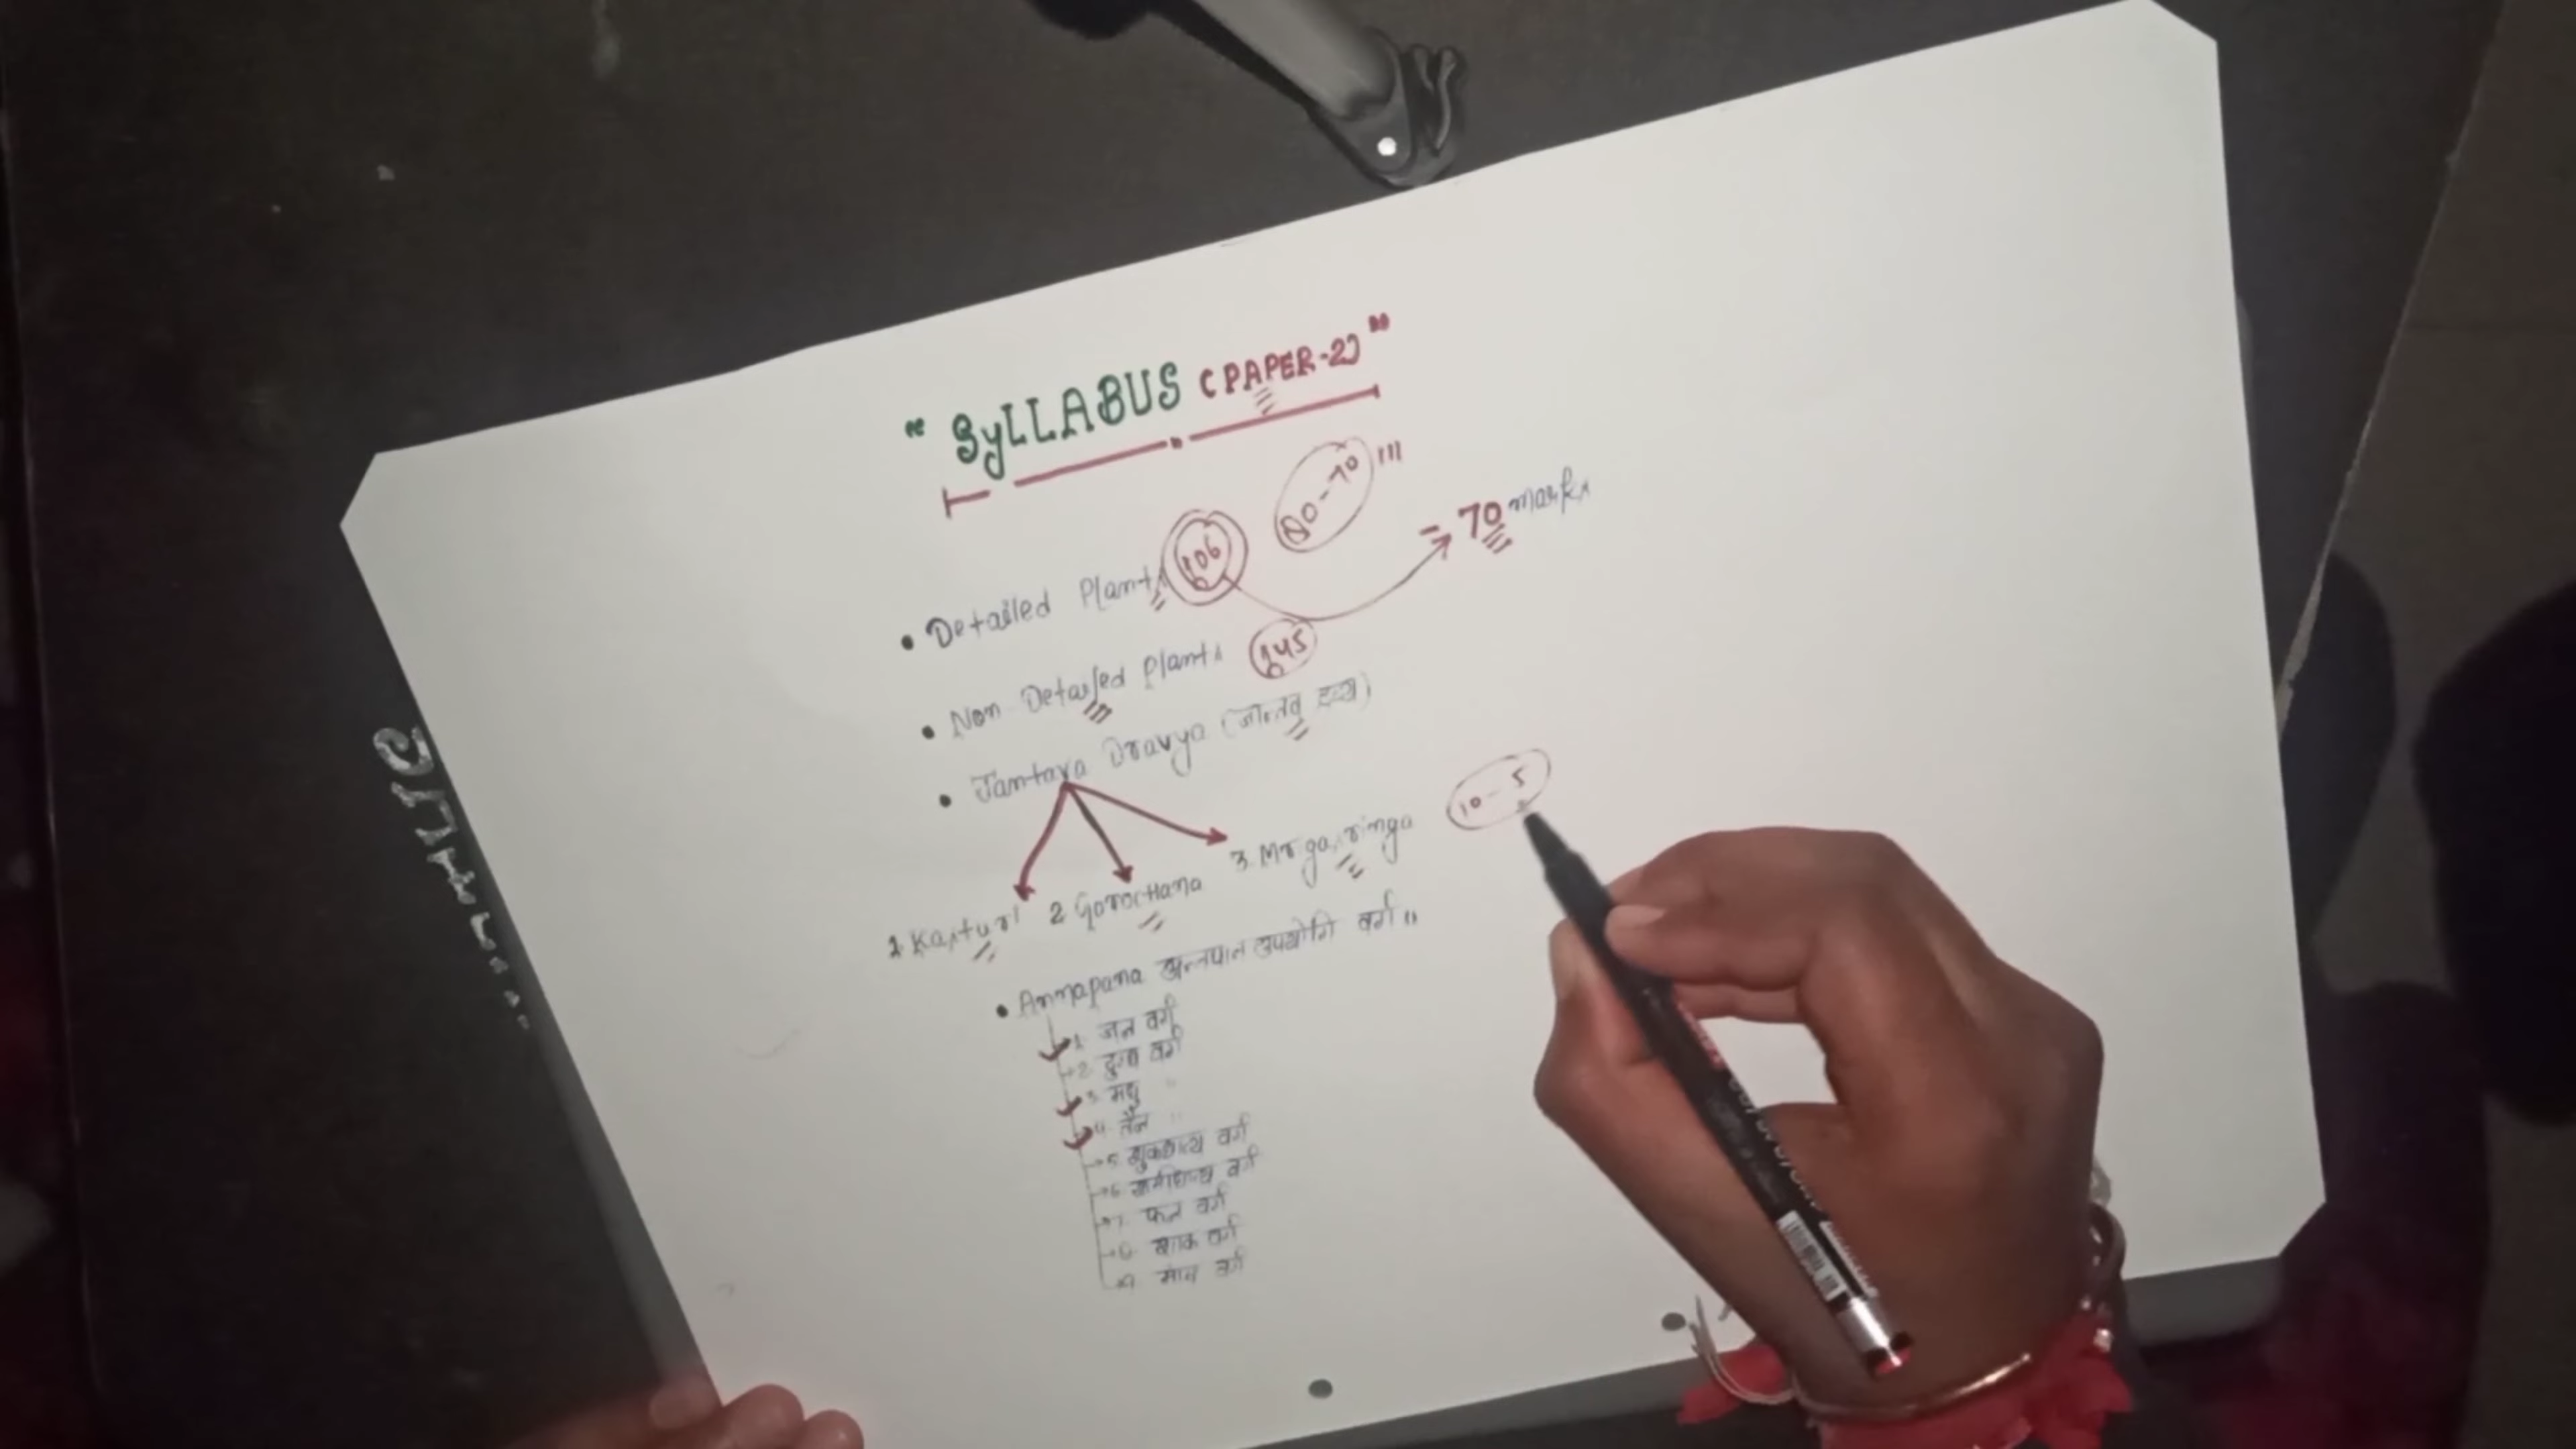 " SyLLABUS (PAPER-2) "
80-70
• Detailed Plants 106 = 70 marks
• Non Detailed Plants 145
• Jantava Dravya (जान्तव द्रव्य)
1. Kasturi 2 GoroCHana 3. Mrgasringa 10-5
• Annapana अन्नपान उपयोगि वर्ग "
1 जल वर्ग
2 दुग्ध वर्ग
3 मधु "
4 तैल "
5 शुकधान्य वर्ग
6 शमीधान्य वर्ग
7 फल वर्ग
8 शाक वर्ग
9 मांस वर्ग